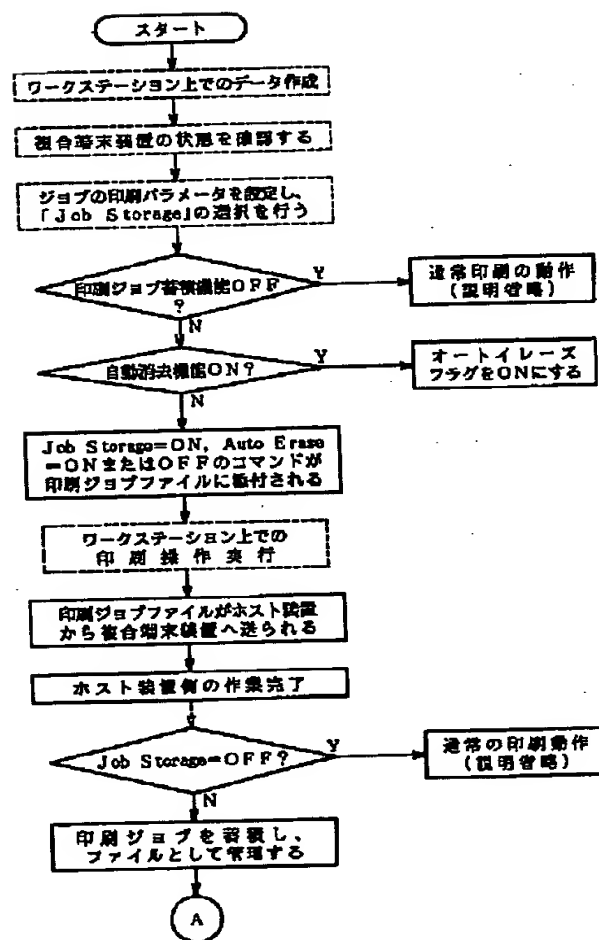 スタート
ワークステーション上でのデータ作成
複合端末装置の状態を確認する
ジョブの印刷パラメータを設定し、
「Job Storage」の選択を行う
印刷ジョブ蓄積機能OFF
?
Y
通常印刷の動作
(説明省略)
N
自動消去機能ON?
Y
オートイレーズ
フラグをONにする
N
Job Storage=ON, Auto Erase
=ONまたはOFFのコマンドが
印刷ジョブファイルに添付される
ワークステーション上での
印刷操作実行
印刷ジョブファイルがホスト装置
から複合端末装置へ送られる
ホスト装置側の作業完了
Job Storage=OFF?
Y
通常の印刷動作
(説明省略)
N
印刷ジョブを蓄積し、
ファイルとして管理する
A